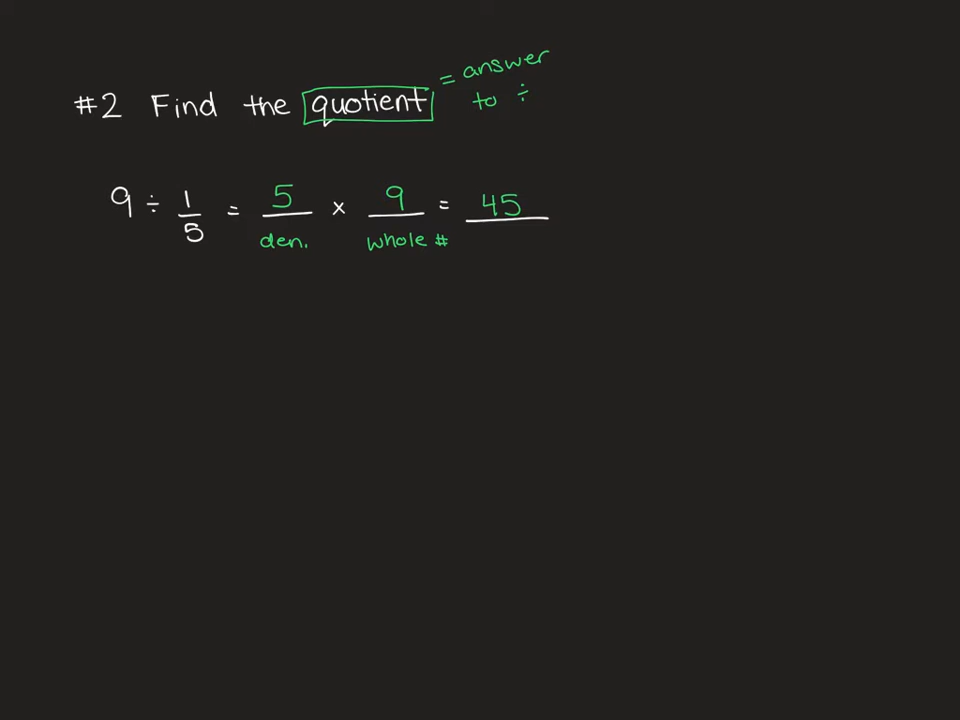 #2 Find the quotient = answer
to ÷
9 ÷ 1/5 = 5 × 9 = 45
den. whole #